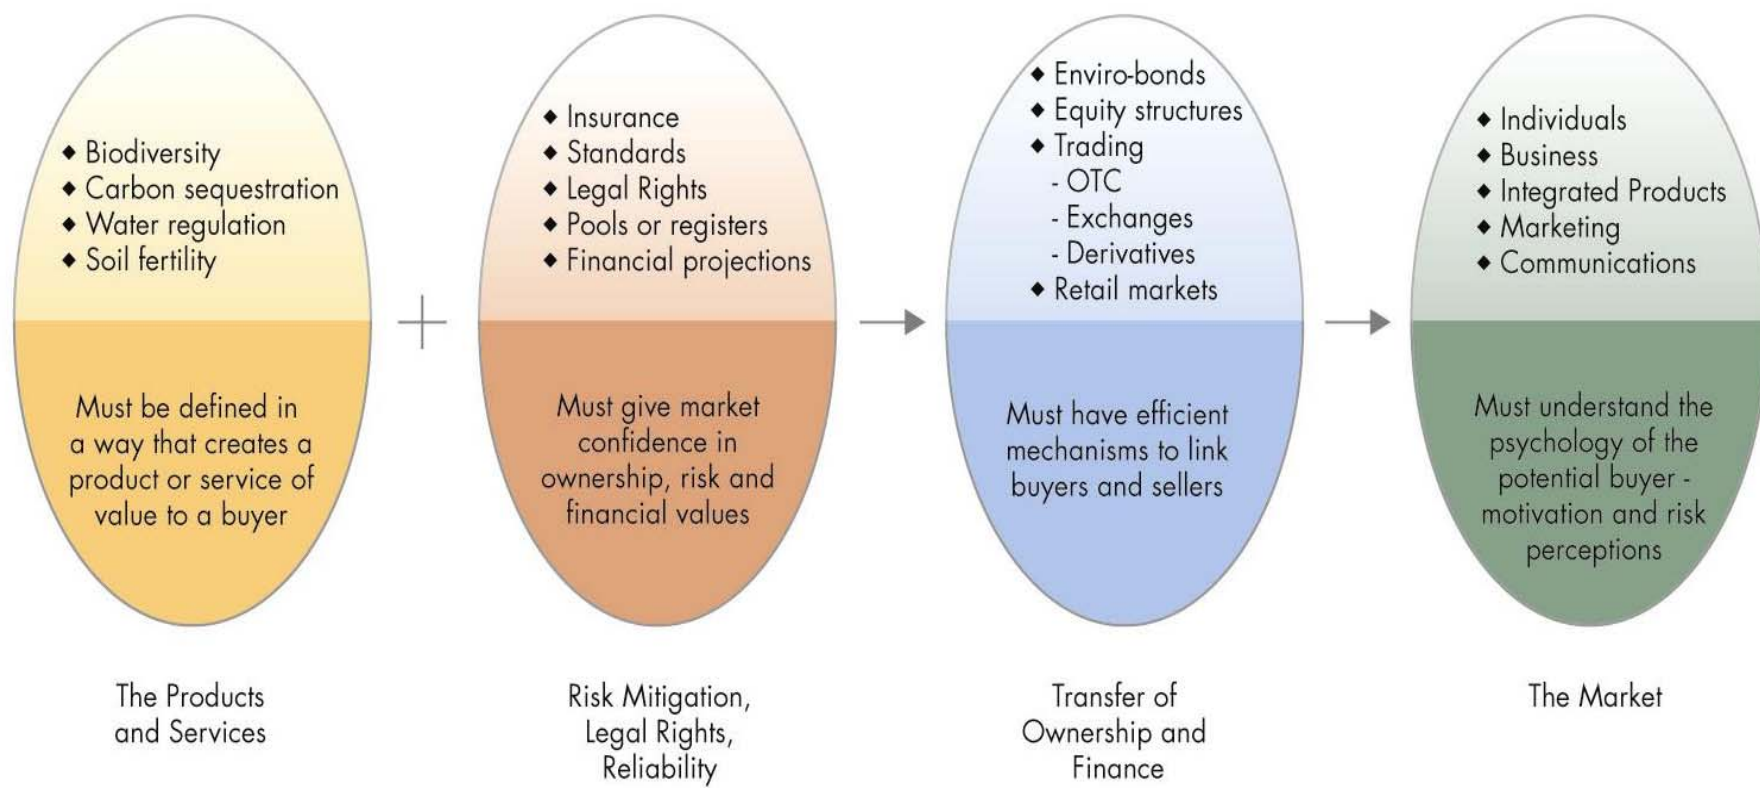 ◆ Biodiversity
◆ Carbon sequestration
◆ Water regulation
◆ Soil fertility
Must be defined in
a way that creates a
product or service of
value to a buyer
The Products
and Services
◆ Insurance
◆ Standards
◆ Legal Rights
◆ Pools or registers
◆ Financial projections
Must give market
confidence in
ownership, risk and
financial values
Risk Mitigation,
Legal Rights,
Reliability
◆ Enviro-bonds
◆ Equity structures
◆ Trading
- OTC
- Exchanges
- Derivatives
◆ Retail markets
Must have efficient
mechanisms to link
buyers and sellers
Transfer of
Ownership and
Finance
◆ Individuals
◆ Business
◆ Integrated Products
◆ Marketing
◆ Communications
Must understand the
psychology of the
potential buyer -
motivation and risk
perceptions
The Market